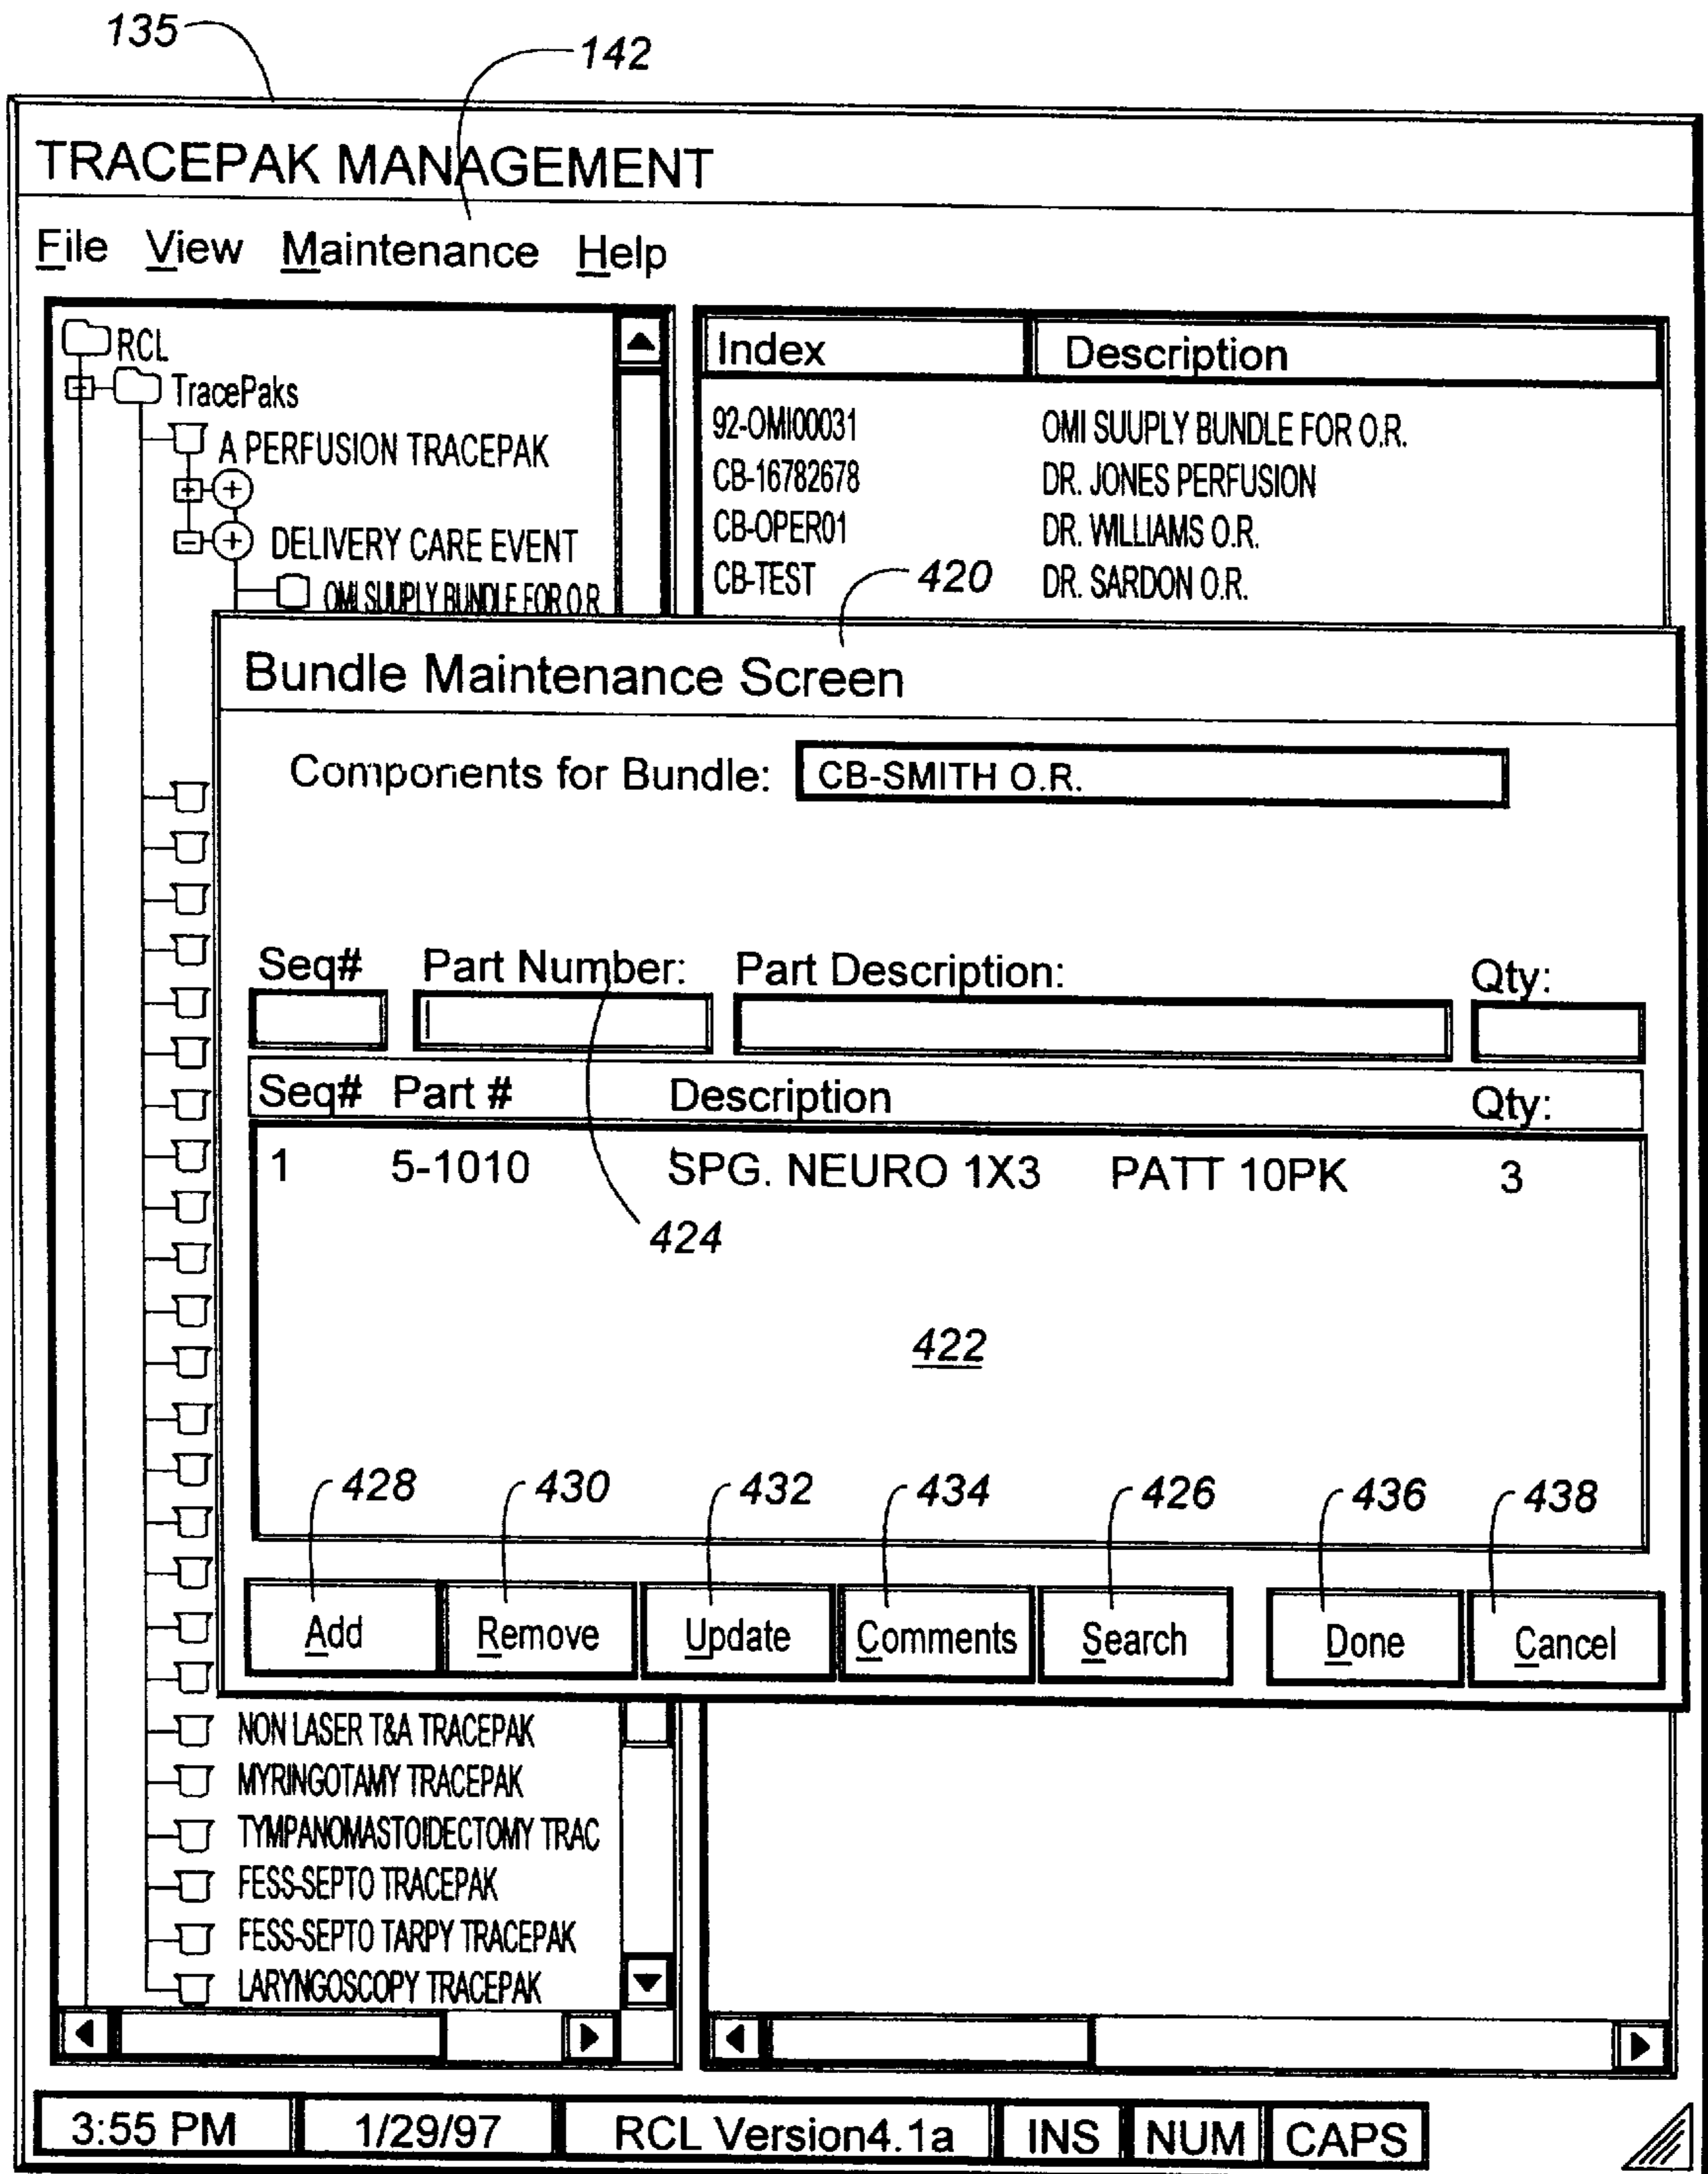 135
142
TRACEPAK MANAGEMENT
File View Maintenance Help
RCL
TracePaks
A PERFUSION TRACEPAK
DELIVERY CARE EVENT
OMI SUUPLY BUNDLE FOR O.R
Index Description
92-OMI00031 OMI SUUPLY BUNDLE FOR O.R.
CB-16782678 DR. JONES PERFUSION
CB-OPER01 DR. WILLIAMS O.R.
CB-TEST 420 DR. SARDON O.R.
Bundle Maintenance Screen
Components for Bundle: CB-SMITH O.R.
Seq# Part Number: Part Description: Qty:
Seq# Part # Description Qty:
1 5-1010 SPG. NEURO 1X3 PATT 10PK 3
424
422
428 430 432 434 426 436 438
Add Remove Update Comments Search Done Cancel
NON LASER T&A TRACEPAK
MYRINGOTAMY TRACEPAK
TYMPANOMASTOIDECTOMY TRAC
FESS-SEPTO TRACEPAK
FESS-SEPTO TARPY TRACEPAK
LARYNGOSCOPY TRACEPAK
3:55 PM 1/29/97 RCL Version4.1a INS NUM CAPS